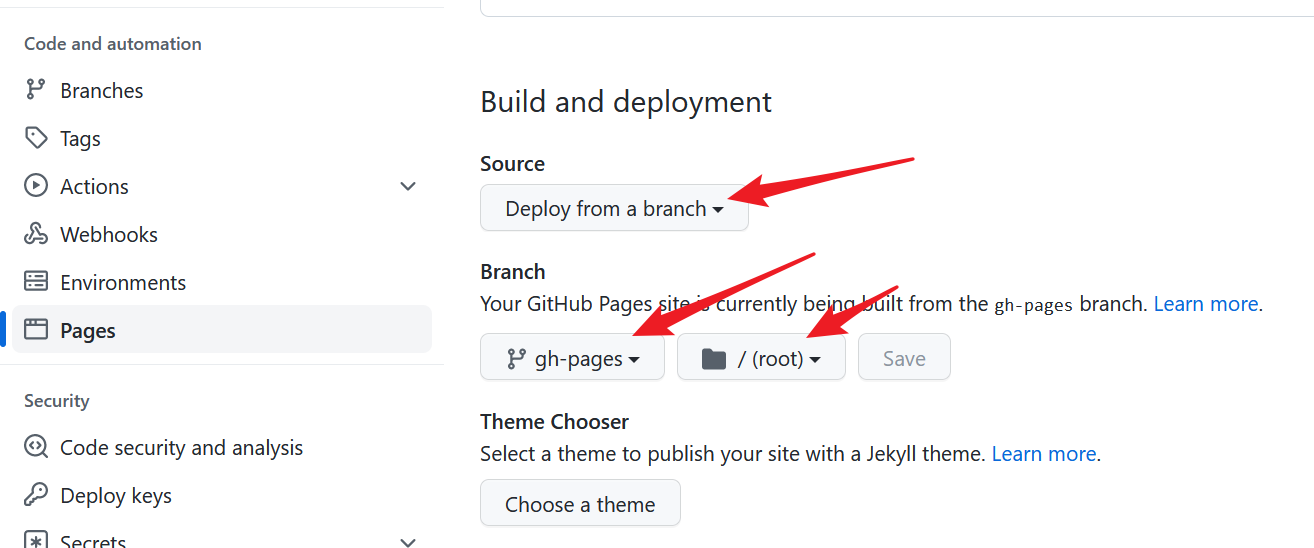 Code and automation
Branches
Tags
Actions
Webhooks
Environments
Pages
Security
Code security and analysis
Deploy keys
Secrets
Build and deployment
Source
Deploy from a branch
Branch
Your GitHub Pages site is currently being built from the gh-pages branch. Learn more.
gh-pages
/ (root)
Save
Theme Chooser
Select a theme to publish your site with a Jekyll theme. Learn more.
Choose a theme